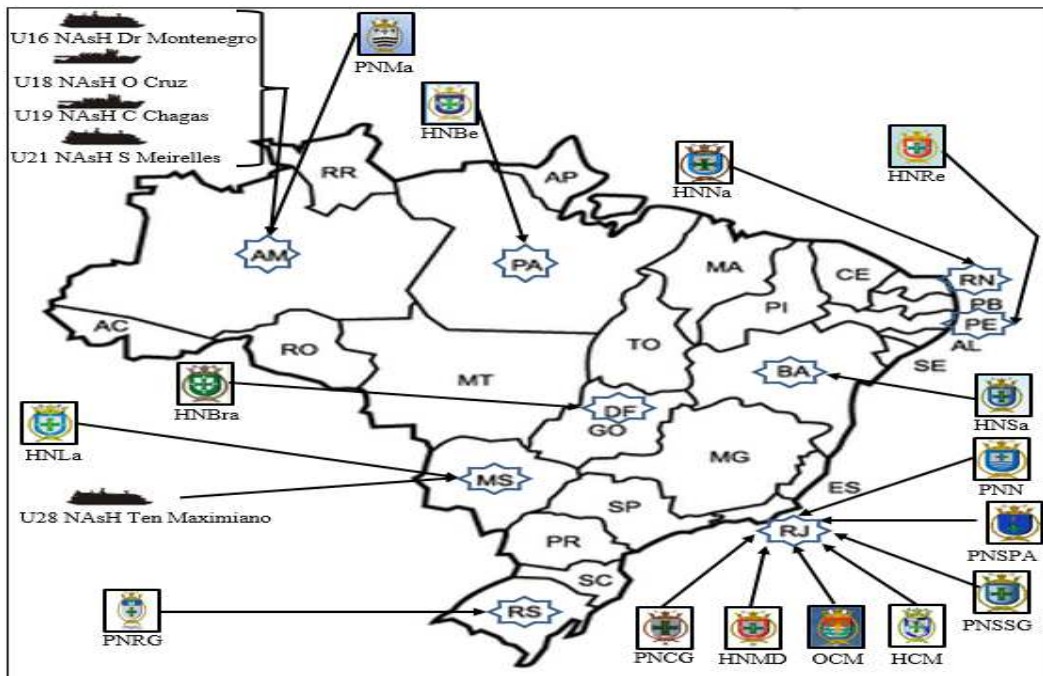 U16 NAsH Dr Montenegro
U18 NAsH O Cruz
U19 NAsH C Chagas
U21 NAsH S Meirelles
PNMa
HNBe
HNNa
HNRe
RR
AP
AM
PA
MA
CE
RN
PB
PI
PE
AL
AC
RO
TO
SE
BA
MT
HNBra
DF
GO
HNSa
HNLa
MS
MG
ES
PNN
U28 NAsH Ten Maximiano
SP
RJ
PNSPA
PR
SC
RS
PNRG
PNCG
HNMD
OCM
HCM
PNSSG